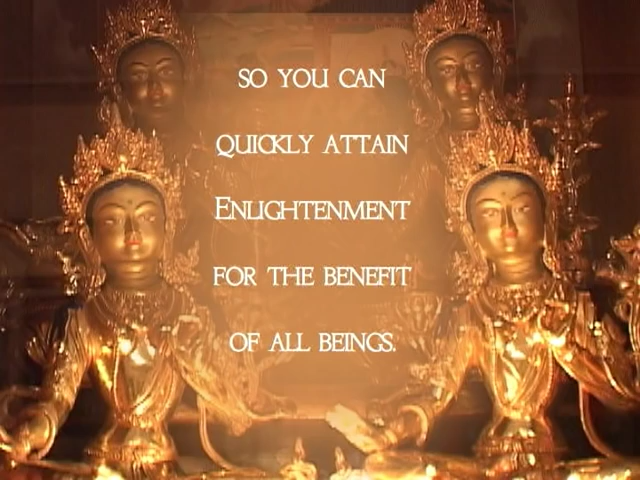 SO YOU CAN
QUICKLY ATTAIN
ENLIGHTENMENT
FOR THE BENEFIT
OF ALL BEINGS.